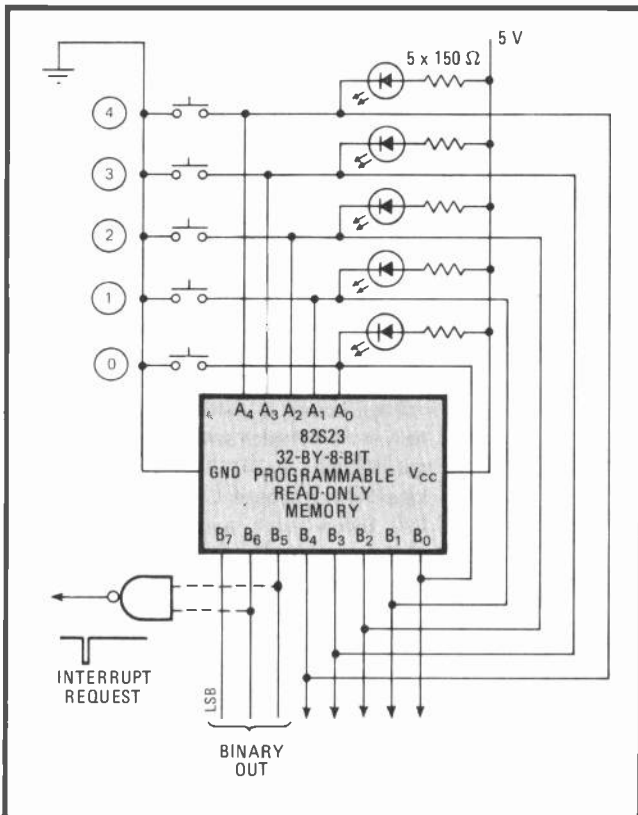 5 V
5 x 150 Ω
4
3
2
1
0
A4 A3 A2 A1 A0
82S23
32-BY-8-BIT
GND PROGRAMMABLE VCC
READ-ONLY
MEMORY
B7 B6 B5 B4 B3 B2 B1 B0
INTERRUPT
REQUEST
LSB
BINARY
OUT